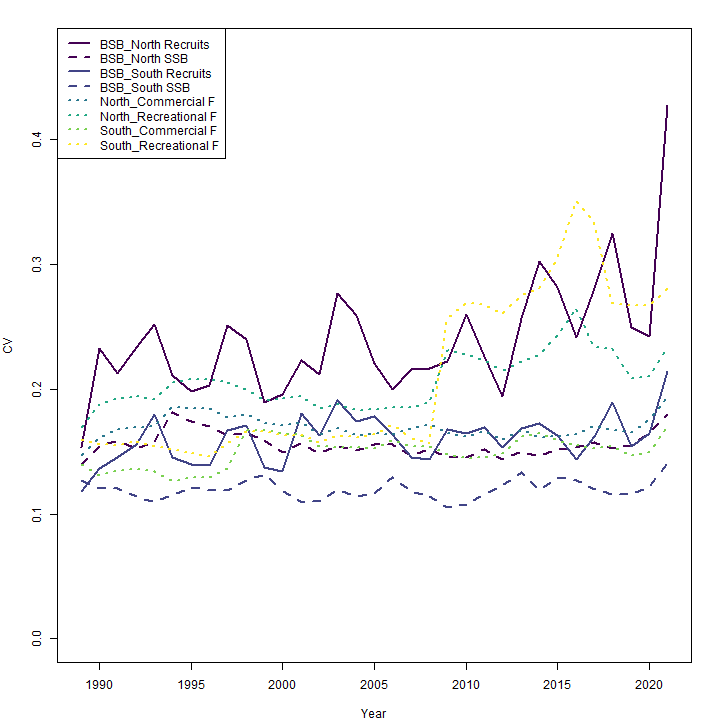 BSB_North Recruits
BSB_North SSB
BSB_South Recruits
BSB_South SSB
North_Commercial F
North_Recreational F
South_Commercial F
South_Recreational F
0.4
0.3
0.2
0.1
0.0
CV
1990 1995 2000 2005 2010 2015 2020
Year